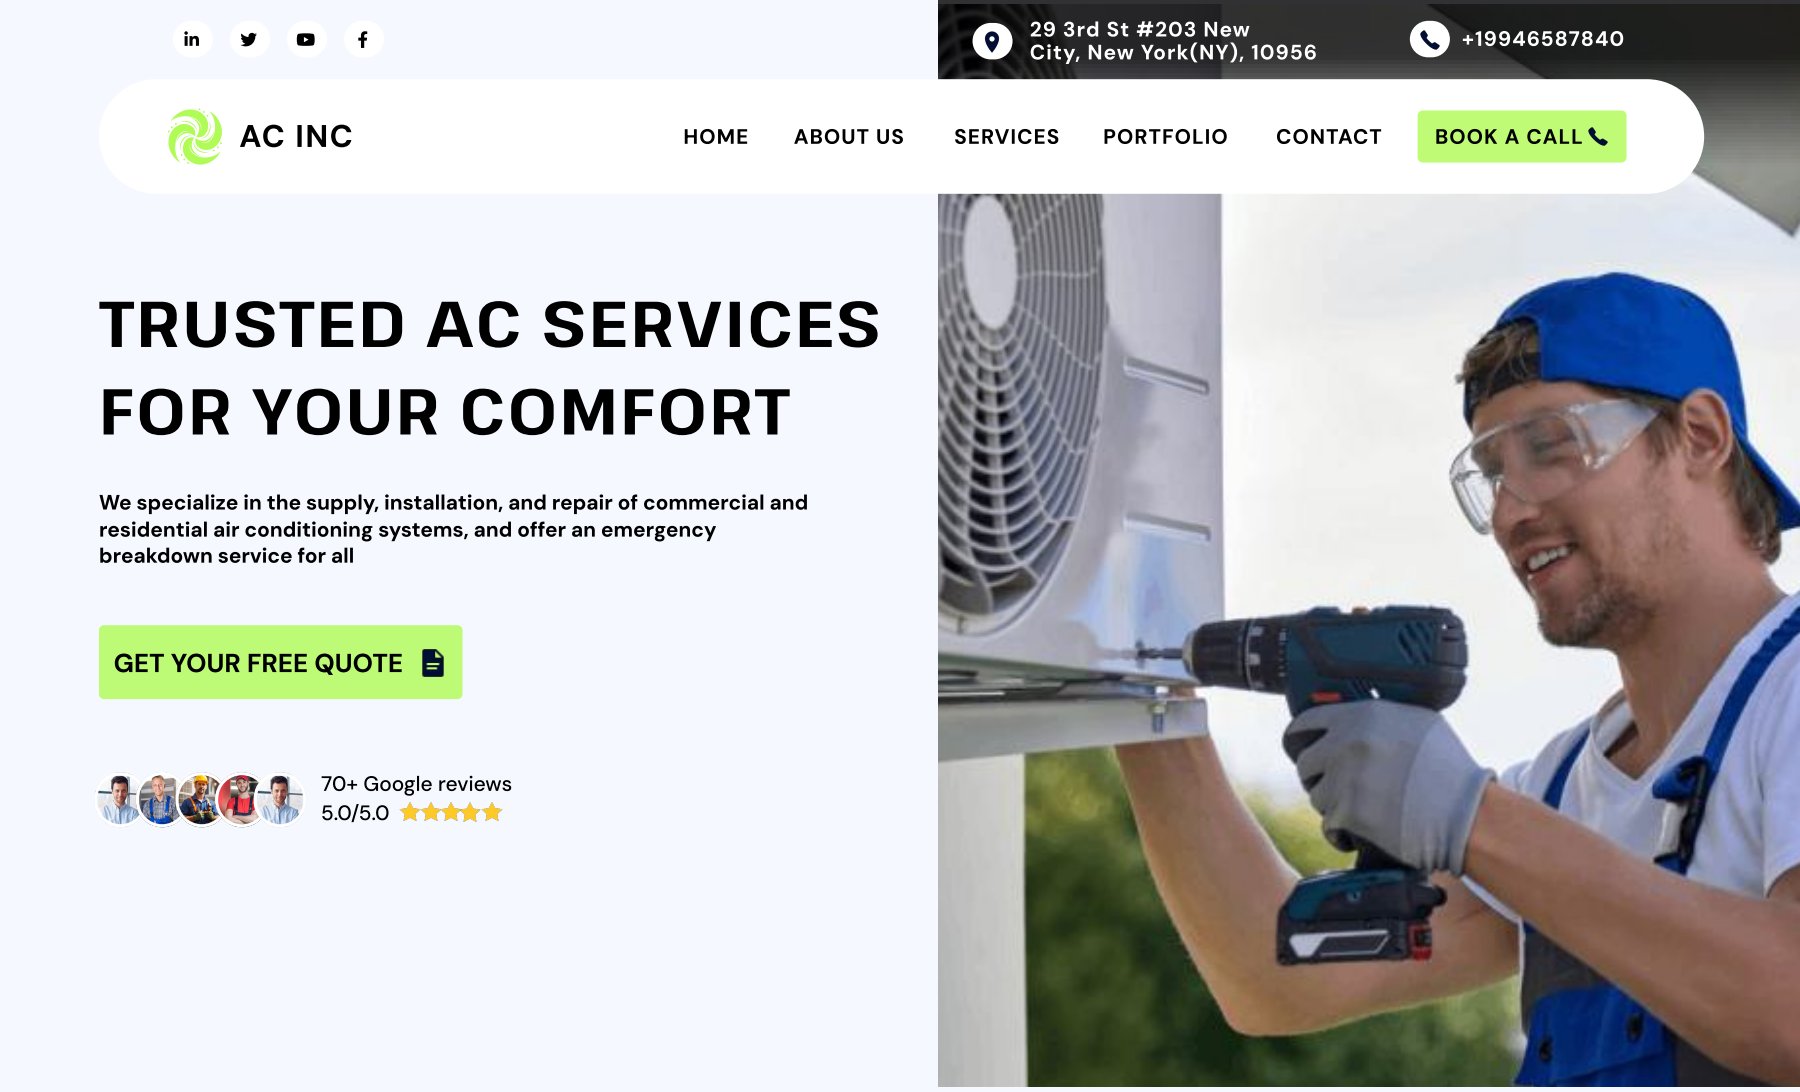 29 3rd St #203 New
City, New York(NY), 10956
+19946587840
AC INC
HOME
ABOUT US
SERVICES
PORTFOLIO
CONTACT
BOOK A CALL
TRUSTED AC SERVICES
FOR YOUR COMFORT
We specialize in the supply, installation, and repair of commercial and
residential air conditioning systems, and offer an emergency
breakdown service for all
GET YOUR FREE QUOTE
70+ Google reviews
5.0/5.0